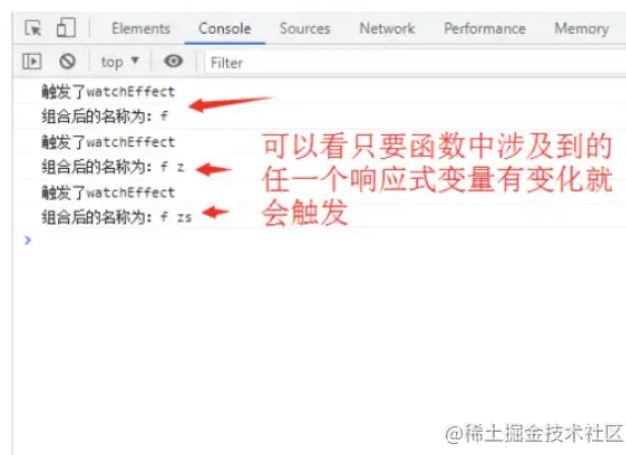 Elements Console Sources Network Performance Memory
top ▼ Filter
触发了watchEffect
组合后的名称为: f
触发了watchEffect
组合后的名称为: f z
触发了watchEffect
组合后的名称为: f zs
可以看只要函数中涉及到的
任一个响应式变量有变化就
会触发
@稀土掘金技术社区